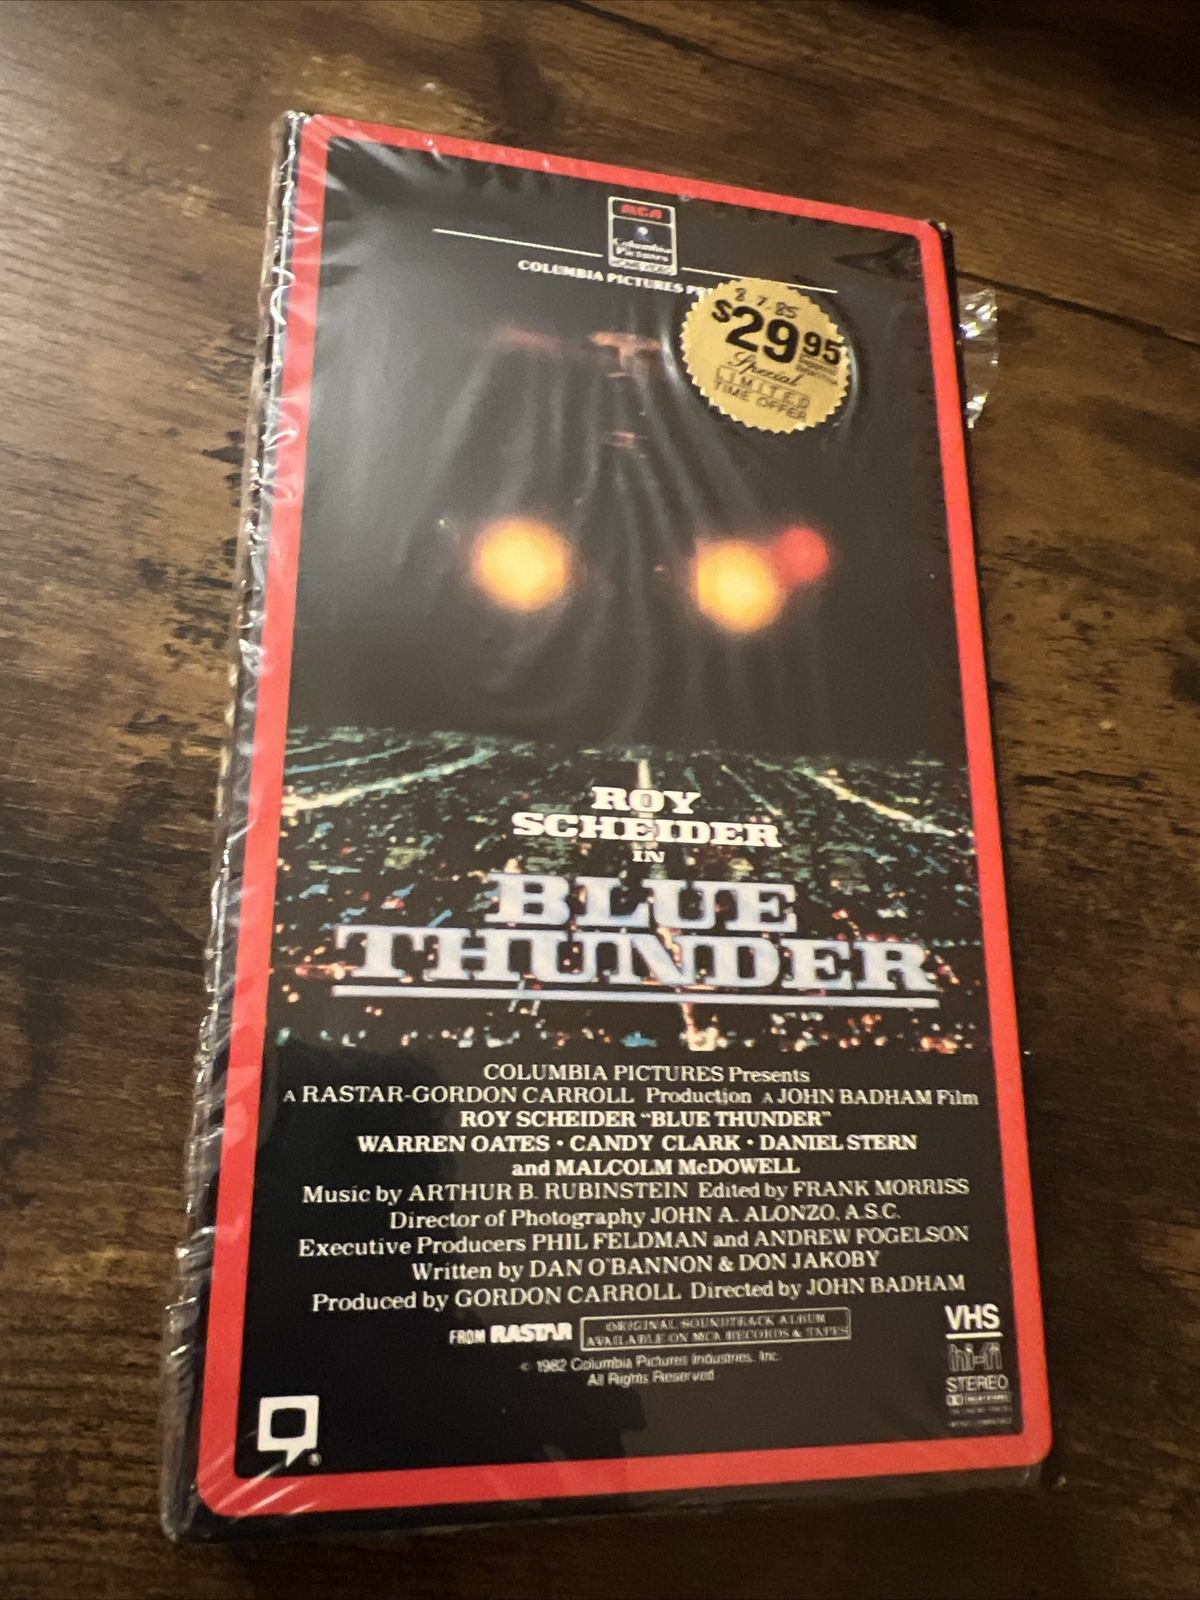 RCA
Columbia
Pictures
HOME VIDEO
COLUMBIA PICTURES
8-7-85
$29.95
Special
LIMITED
TIME OFFER
ROY
SCHEIDER
IN
BLUE
THUNDER
COLUMBIA PICTURES Presents
A RASTAR-GORDON CARROLL Production A JOHN BADHAM Film
ROY SCHEIDER "BLUE THUNDER"
WARREN OATES • CANDY CLARK • DANIEL STERN
and MALCOLM McDOWELL
Music by ARTHUR B. RUBINSTEIN Edited by FRANK MORRISS
Director of Photography JOHN A. ALONZO, A.S.C.
Executive Producers PHIL FELDMAN and ANDREW FOGELSON
Written by DAN O'BANNON & DON JAKOBY
Produced by GORDON CARROLL Directed by JOHN BADHAM
FROM RASTAR
ORIGINAL SOUNDTRACK ALBUM
AVAILABLE ON MCA RECORDS & TAPES
© 1982 Columbia Pictures Industries, Inc.
All Rights Reserved
VHS
hi-fi
STEREO
®